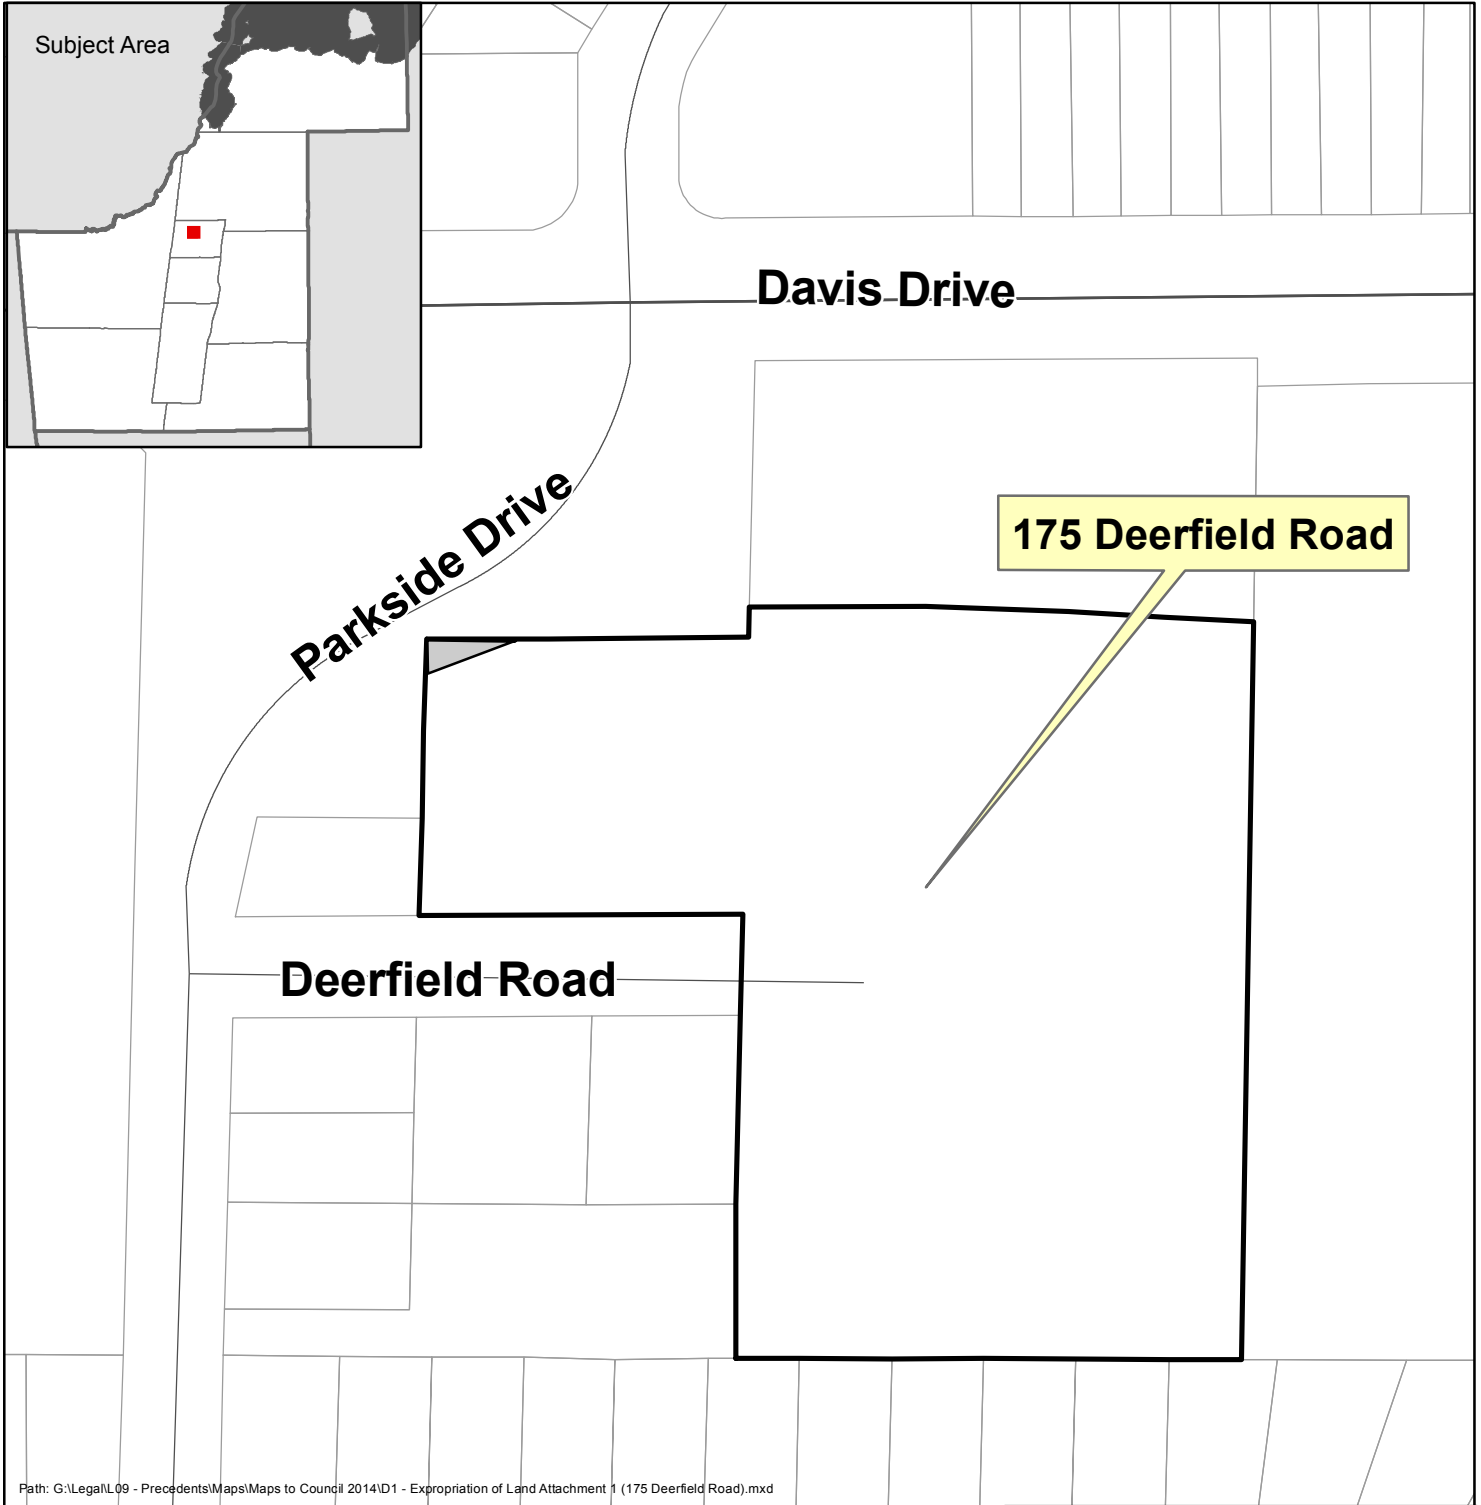 Subject Area
Davis Drive
175 Deerfield Road
Parkside Drive
Deerfield Road
Path: G:\Legal\L09 - Precedents\Maps\Maps to Council 2014\D1 - Expropriation of Land Attachment 1 (175 Deerfield Road).mxd